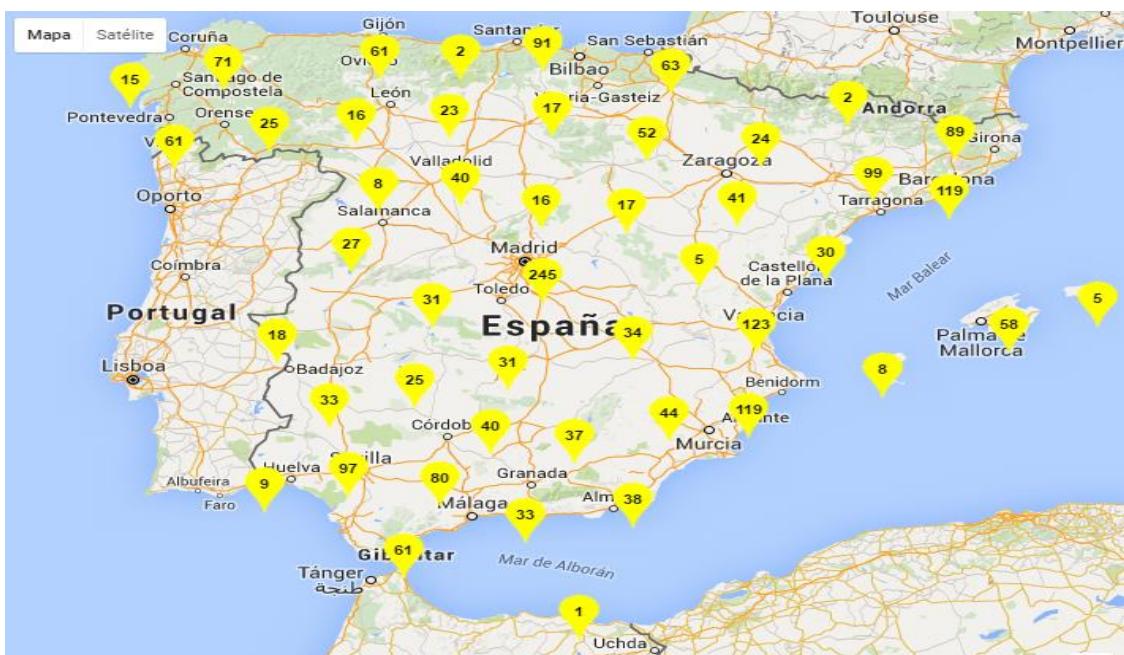 Mapa Satélite
Gijón
Toulouse
Coruña
Santander
91
San Sebastián
Montpellier
71
61
2
Oviedo
Bilbao
63
15
Santiago de
Compostela
León
Vitoria-Gasteiz
2
Andorra
Pontevedra
Orense
25
16
23
17
52
24
89
Girona
61
Valladolid
Zaragoza
99
Barcelona
Oporto
8
40
16
17
41
119
Salamanca
Tarragona
27
Madrid
5
30
Coímbra
245
Castellón
de la Plana
Mar Balear
Toledo
31
5
Portugal
España
34
Valencia
123
58
Palma de
Mallorca
18
Lisboa
Badajoz
31
8
25
Benidorm
33
44
119
Alicante
Córdoba
40
37
Murcia
Sevilla
97
Huelva
Granada
Albufeira
9
80
Faro
Málaga
33
Almería
38
Gibraltar
61
Mar de Alborán
Tánger
طنجة
1
Uchda